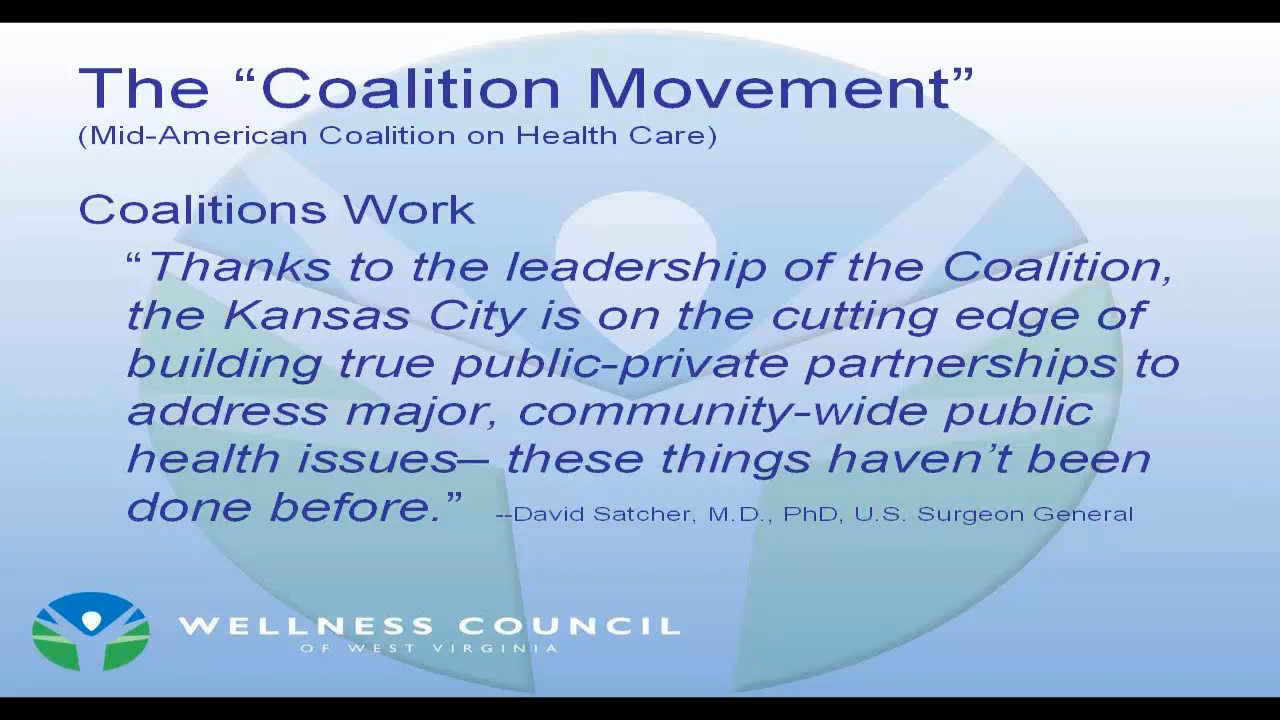 The “Coalition Movement”
(Mid-American Coalition on Health Care)
Coalitions Work
“Thanks to the leadership of the Coalition,
the Kansas City is on the cutting edge of
building true public-private partnerships to
address major, community-wide public
health issues– these things haven’t been
done before.” --David Satcher, M.D., PhD, U.S. Surgeon General
WELLNESS COUNCIL
OF WEST VIRGINIA